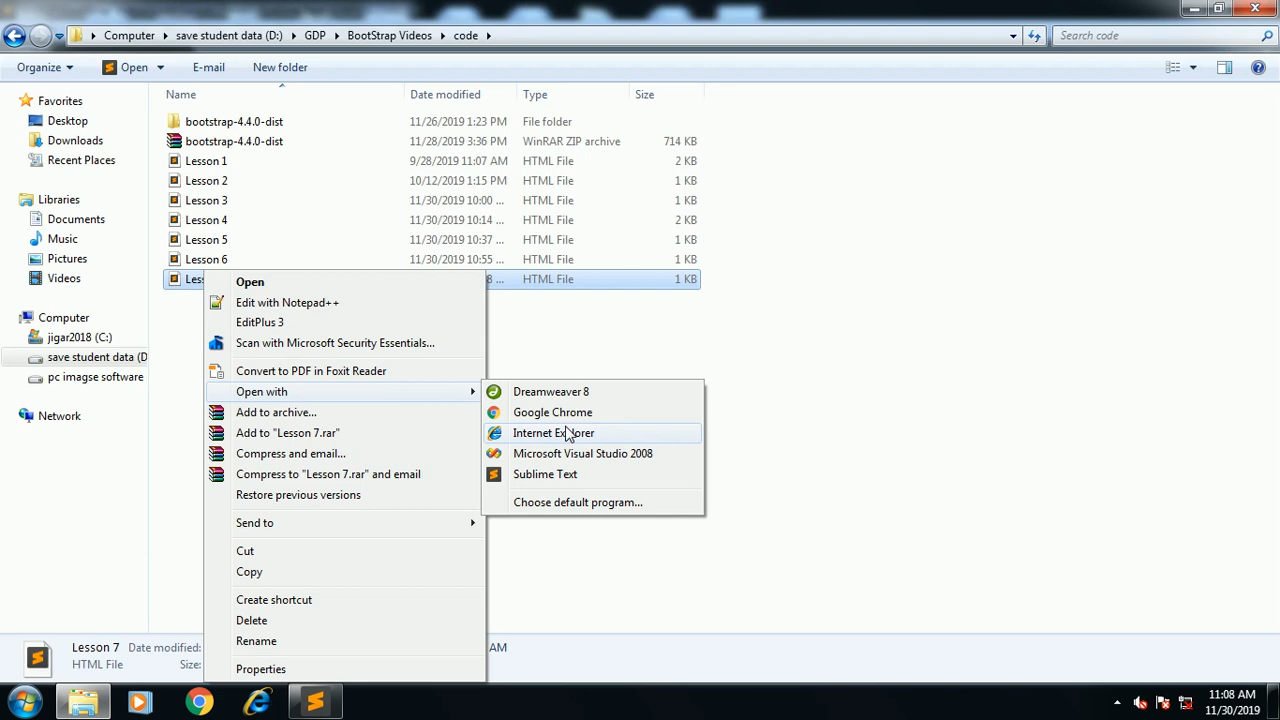 Computer save student data (D:) GDP BootStrap Videos code Search code
Organize Open E-mail New folder
Name Date modified Type Size
Favorites
Desktop
Downloads
Recent Places
Libraries
Documents
Music
Pictures
Videos
Computer
jigar2018 (C:)
save student data (D
pc imagse software
Network
bootstrap-4.4.0-dist 11/26/2019 1:23 PM File folder
bootstrap-4.4.0-dist 11/28/2019 3:36 PM WinRAR ZIP archive 714 KB
Lesson 1 9/28/2019 11:07 AM HTML File 2 KB
Lesson 2 10/12/2019 1:15 PM HTML File 1 KB
Lesson 3 11/30/2019 10:00 ... HTML File 1 KB
Lesson 4 11/30/2019 10:14 ... HTML File 2 KB
Lesson 5 11/30/2019 10:37 ... HTML File 1 KB
Lesson 6 11/30/2019 10:55 ... HTML File 1 KB
Les 8 ... HTML File 1 KB
Open
Edit with Notepad++
EditPlus 3
Scan with Microsoft Security Essentials...
Convert to PDF in Foxit Reader
Open with
Add to archive...
Add to "Lesson 7.rar"
Compress and email...
Compress to "Lesson 7.rar" and email
Restore previous versions
Send to
Cut
Copy
Create shortcut
Delete
Rename
Properties
Dreamweaver 8
Google Chrome
Internet Explorer
Microsoft Visual Studio 2008
Sublime Text
Choose default program...
Lesson 7 Date modified: AM
HTML File Size:
11:08 AM
11/30/2019